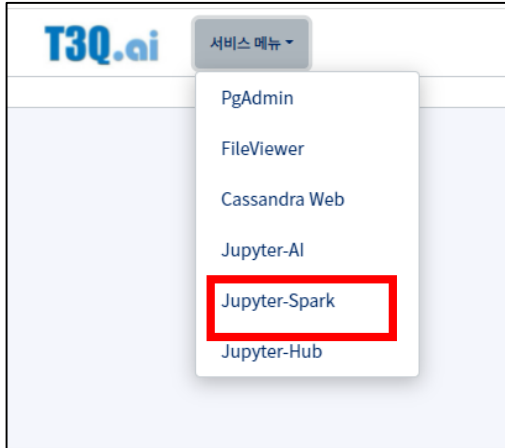 T3Q.ai
서비스 메뉴
PgAdmin
FileViewer
Cassandra Web
Jupyter-AI
Jupyter-Spark
Jupyter-Hub